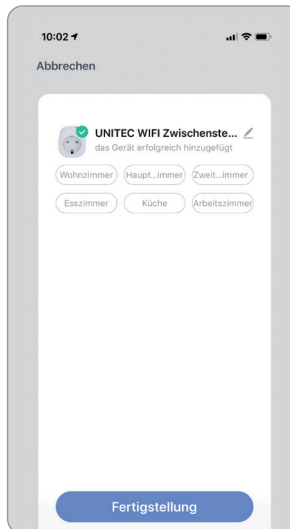 10:02
Abbrechen
UNITEC WIFI Zwischenste...
das Gerät erfolgreich hinzugefügt
Wohnzimmer Haupt...immer Zweit...immer
Esszimmer Küche Arbeitszimmer
Fertigstellung